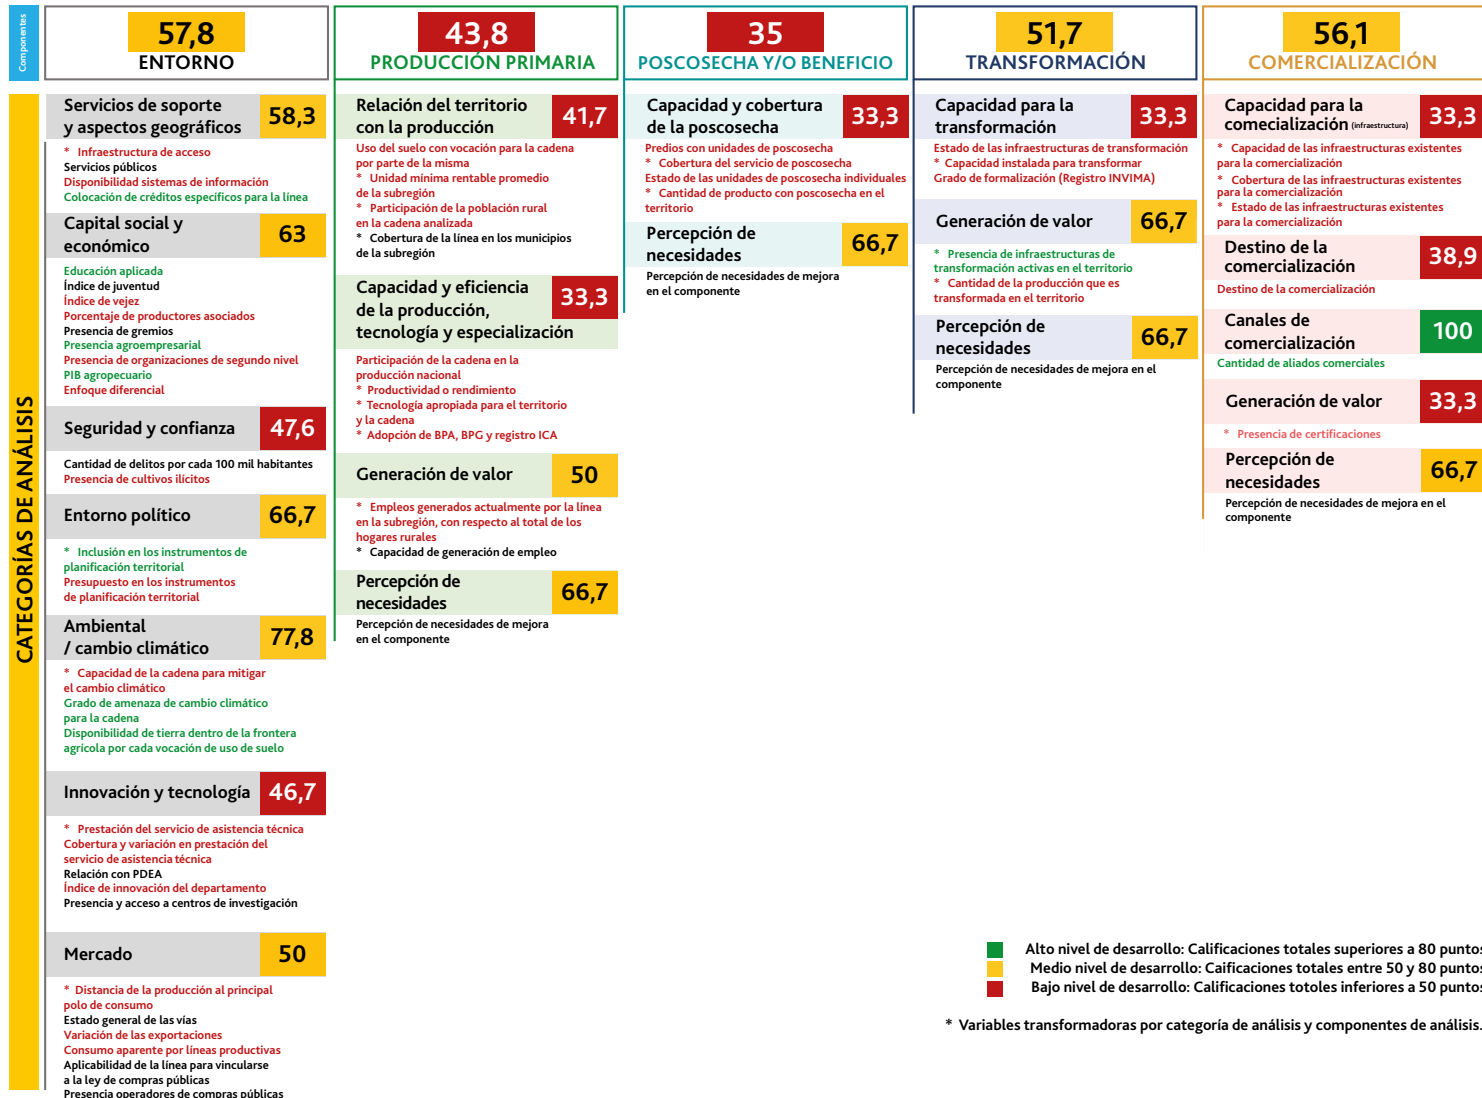 Componentes
57,8
ENTORNO
43,8
PRODUCCIÓN PRIMARIA
35
POSCOSECHA Y/O BENEFICIO
51,7
TRANSFORMACIÓN
56,1
COMERCIALIZACIÓN
CATEGORÍAS DE ANÁLISIS
Servicios de soporte
y aspectos geográficos
58,3
* Infraestructura de acceso
Servicios públicos
Disponibilidad sistemas de información
Colocación de créditos específicos para la línea
Capital social y
económico
63
Educación aplicada
Índice de juventud
Índice de vejez
Porcentaje de productores asociados
Presencia de gremios
Presencia agroempresarial
Presencia de organizaciones de segundo nivel
PIB agropecuario
Enfoque diferencial
Seguridad y confianza
47,6
Cantidad de delitos por cada 100 mil habitantes
Presencia de cultivos ilícitos
Entorno político
66,7
* Inclusión en los instrumentos de
planificación territorial
Presupuesto en los instrumentos
de planificación territorial
Ambiental
/ cambio climático
77,8
* Capacidad de la cadena para mitigar
el cambio climático
Grado de amenaza de cambio climático
para la cadena
Disponibilidad de tierra dentro de la frontera
agrícola por cada vocación de uso de suelo
Innovación y tecnología
46,7
* Prestación del servicio de asistencia técnica
Cobertura y variación en prestación del
servicio de asistencia técnica
Relación con PDEA
Índice de innovación del departamento
Presencia y acceso a centros de investigación
Mercado
50
* Distancia de la producción al principal
polo de consumo
Estado general de las vías
Variación de las exportaciones
Consumo aparente por líneas productivas
Aplicabilidad de la línea para vincularse
a la ley de compras públicas
Presencia operadores de compras públicas
Relación del territorio
con la producción
41,7
Uso del suelo con vocación para la cadena
por parte de la misma
* Unidad mínima rentable promedio
de la subregión
* Participación de la población rural
en la cadena analizada
* Cobertura de la línea en los municipios
de la subregión
Capacidad y eficiencia
de la producción,
tecnología y especialización
33,3
Participación de la cadena en la
producción nacional
* Productividad o rendimiento
* Tecnología apropiada para el territorio
y la cadena
* Adopción de BPA, BPG y registro ICA
Generación de valor
50
* Empleos generados actualmente por la línea
en la subregión, con respecto al total de los
hogares rurales
* Capacidad de generación de empleo
Percepción de
necesidades
66,7
Percepción de necesidades de mejora
en el componente
Capacidad y cobertura
de la poscosecha
33,3
Predios con unidades de poscosecha
* Cobertura del servicio de poscosecha
Estado de las unidades de poscosecha individuales
* Cantidad de producto con poscosecha en el
territorio
Percepción de
necesidades
66,7
Percepción de necesidades de mejora
en el componente
Capacidad para la
transformación
33,3
Estado de las infraestructuras de transformación
* Capacidad instalada para transformar
Grado de formalización (Registro INVIMA)
Generación de valor
66,7
* Presencia de infraestructuras de
transformación activas en el territorio
* Cantidad de la producción que es
transformada en el territorio
Percepción de
necesidades
66,7
Percepción de necesidades de mejora en el
componente
Capacidad para la
comecialización (infraestructura)
33,3
* Capacidad de las infraestructuras existentes
para la comercialización
* Cobertura de las infraestructuras existentes
para la comercialización
* Estado de las infraestructuras existentes
para la comercialización
Destino de la
comercialización
38,9
Destino de la comercialización
Canales de
comercialización
100
Cantidad de aliados comerciales
Generación de valor
33,3
* Presencia de certificaciones
Percepción de
necesidades
66,7
Percepción de necesidades de mejora en el
componente
Alto nivel de desarrollo: Calificaciones totales superiores a 80 puntos
Medio nivel de desarrollo: Caificaciones totales entre 50 y 80 puntos
Bajo nivel de desarrollo: Calificaciones totoles inferiores a 50 puntos
* Variables transformadoras por categoría de análisis y componentes de análisis.